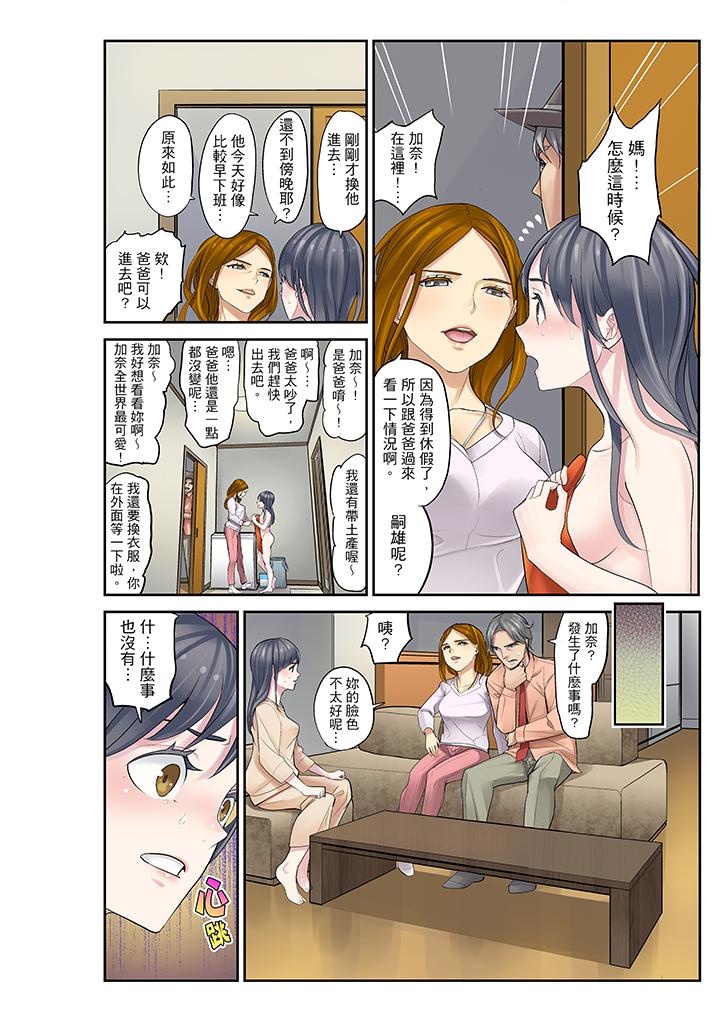 媽！…
怎麼這時候？
加奈！
在這裡！…
因為得到休假了，
所以跟爸爸過來
看一下情況啊。
嗣雄呢？
剛剛才換他
進去…
還不到傍晚耶？
他今天好像
比較早下班…
原來如此…
欸！
爸爸可以
進去吧？
加奈～！
是爸爸唷～！
啊～…
爸爸太吵了，
我們趕快
出去吧。
嗯…
爸爸他還是一點
都沒變呢…
加奈～
我好想看看妳啊～
加奈全世界最可愛！
我還有帶土產喔～
我還要換衣服，你
在外面等一下啦。
加奈？
發生了什麼事嗎？
咦？
妳的臉色
不太好呢…
什…什麼事
也沒有…
心跳